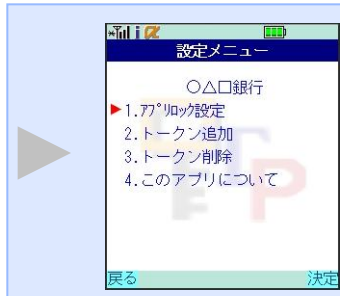 設定メニュー
○△□銀行
1.ｱﾌﾟﾘﾛｯｸ設定
2.トークン追加
3.トークン削除
4.このアプリについて
戻る 決定